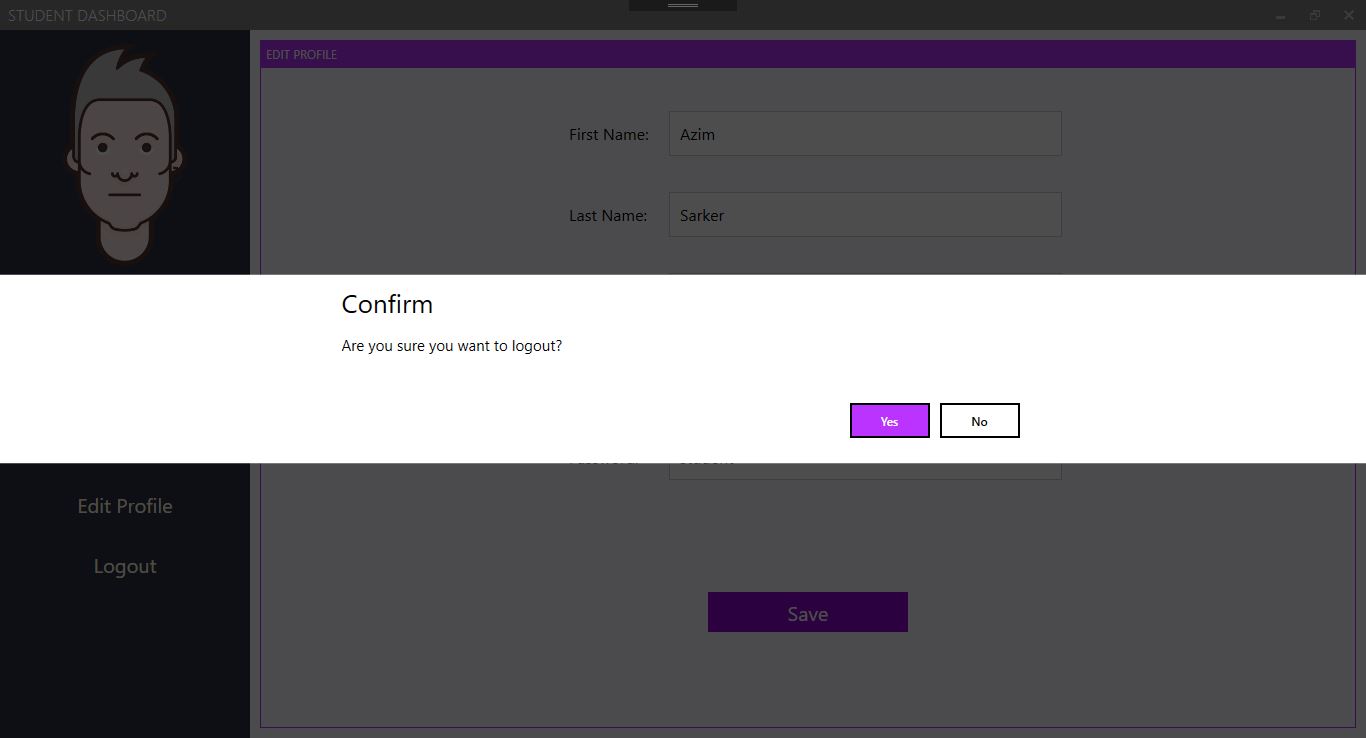 STUDENT DASHBOARD
EDIT PROFILE
First Name: Azim
Last Name: Sarker
Confirm
Are you sure you want to logout?
Yes No
Edit Profile
Logout
Save